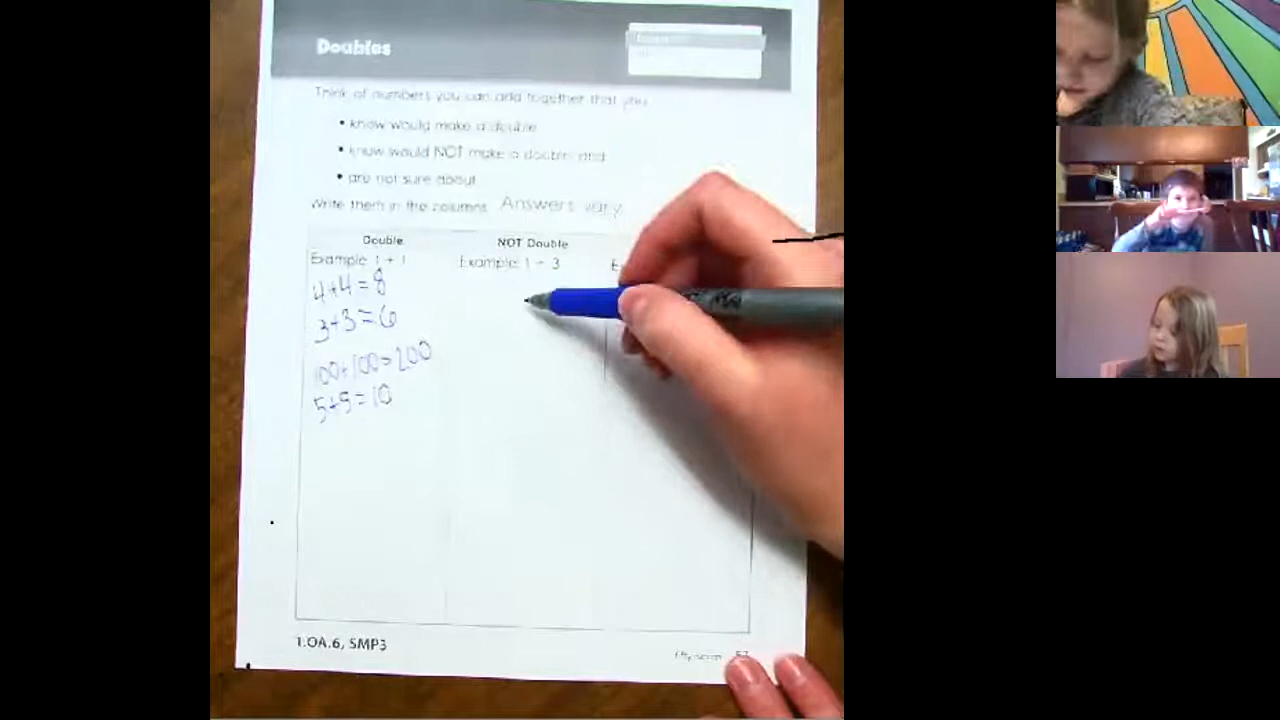 Doubles
Think of numbers you can add together that you
• know would make a double
• know would NOT make a double and
• are not sure about
Write them in the columns. Answers vary.
Double NOT Double
Example: 1 + 1 Example: 1 + 3 E
4+4=8
3+3=6
100+100=200
5+5=10
1.OA.6, SMP3 57